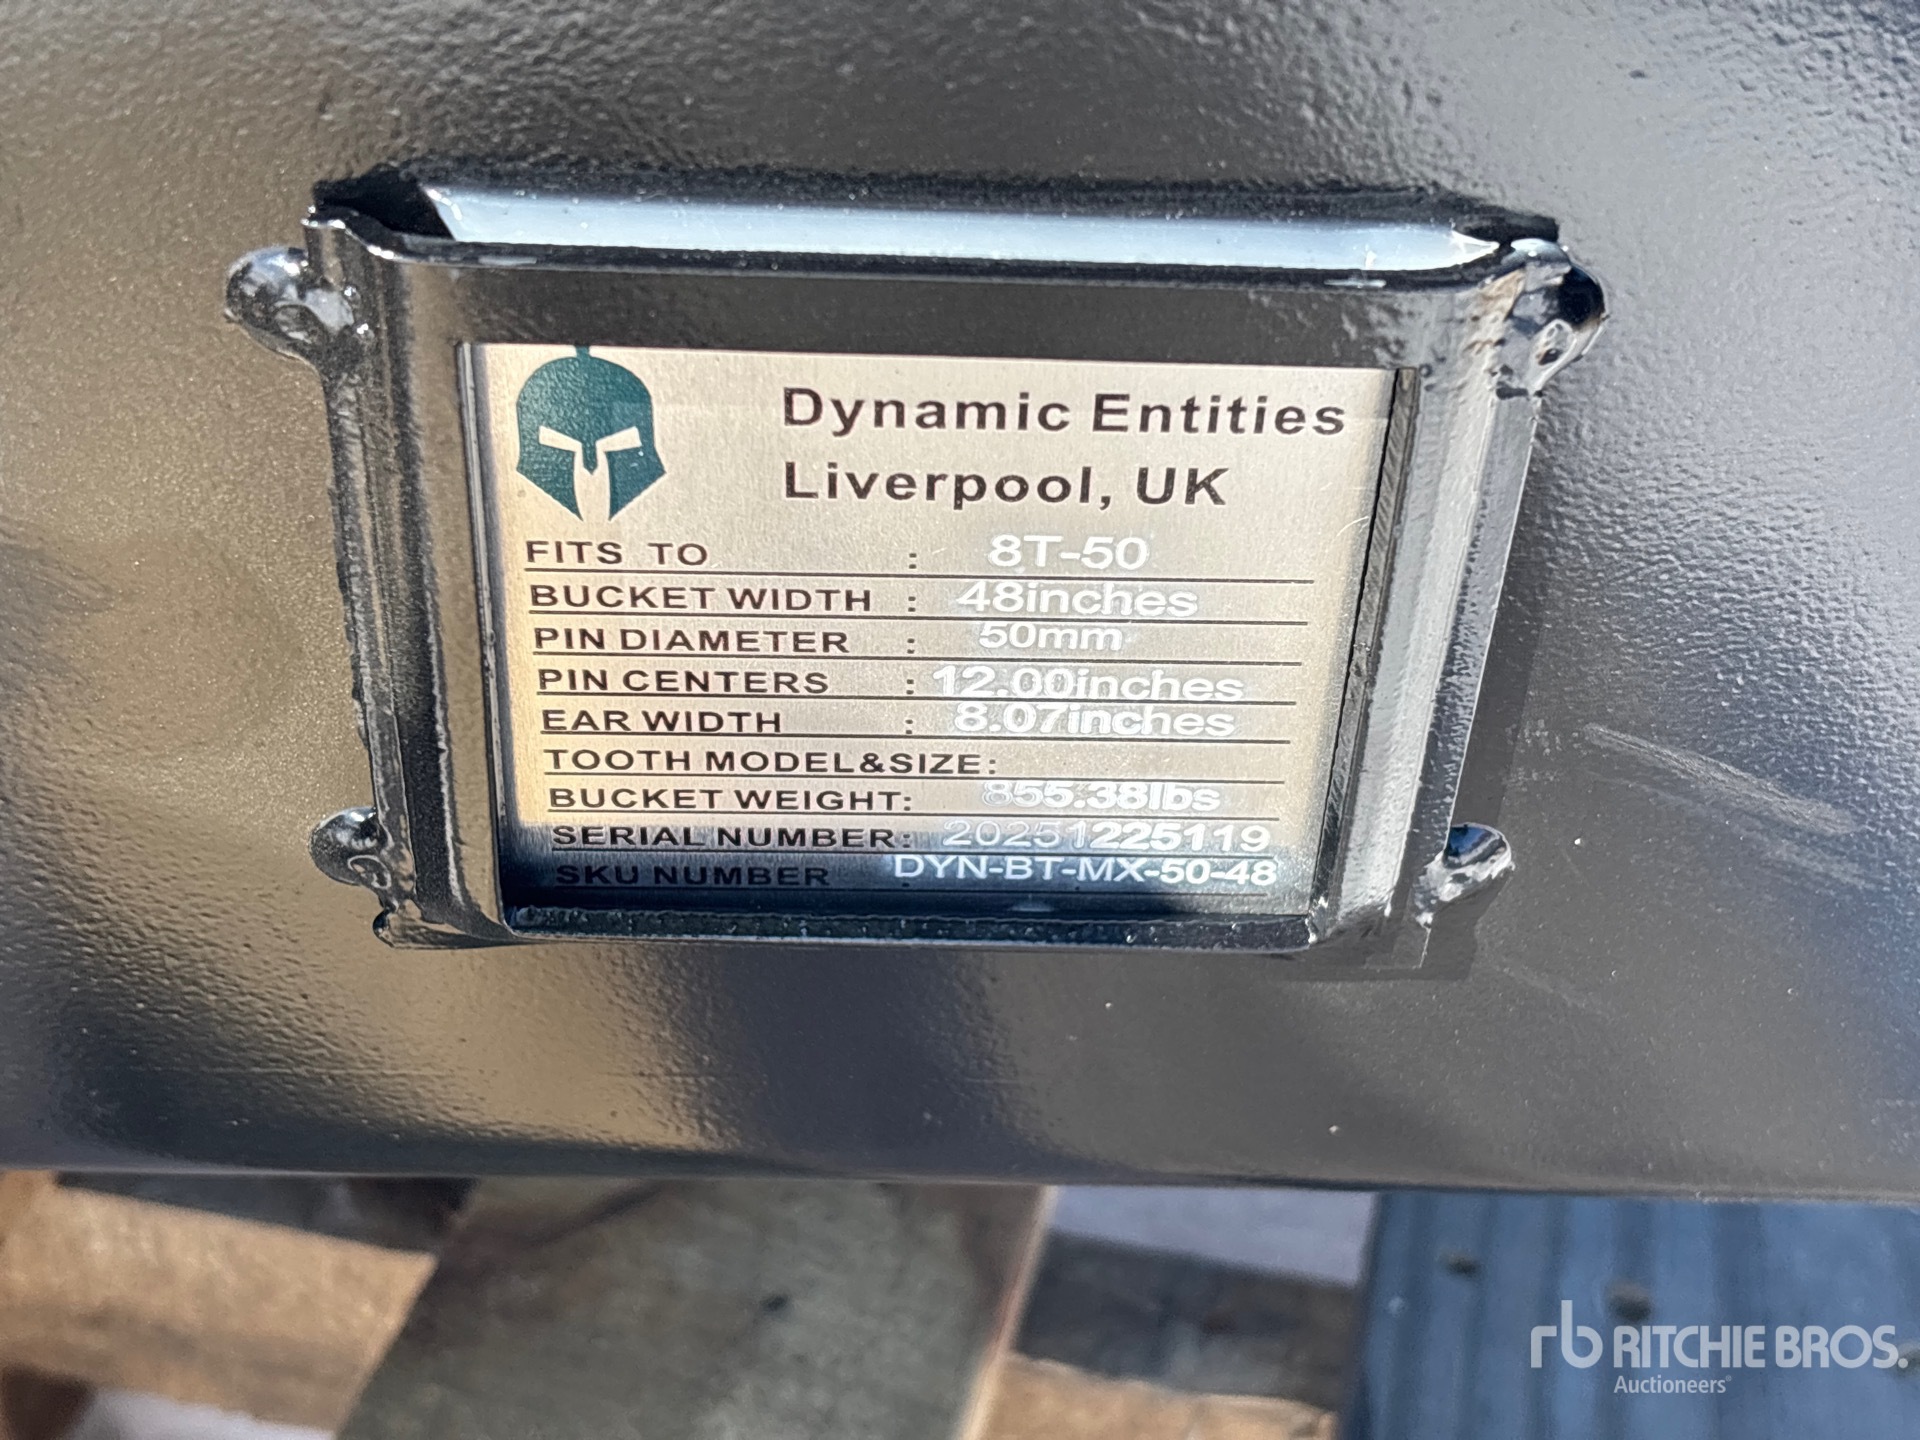 Dynamic Entities
Liverpool, UK
FITS TO : 8T-50
BUCKET WIDTH : 48inches
PIN DIAMETER : 50mm
PIN CENTERS : 12.00inches
EAR WIDTH : 8.07inches
TOOTH MODEL&SIZE:
BUCKET WEIGHT: 855.38lbs
SERIAL NUMBER: 20251225119
SKU NUMBER : DYN-BT-MX-50-48
rb RITCHIE BROS.
Auctioneers®